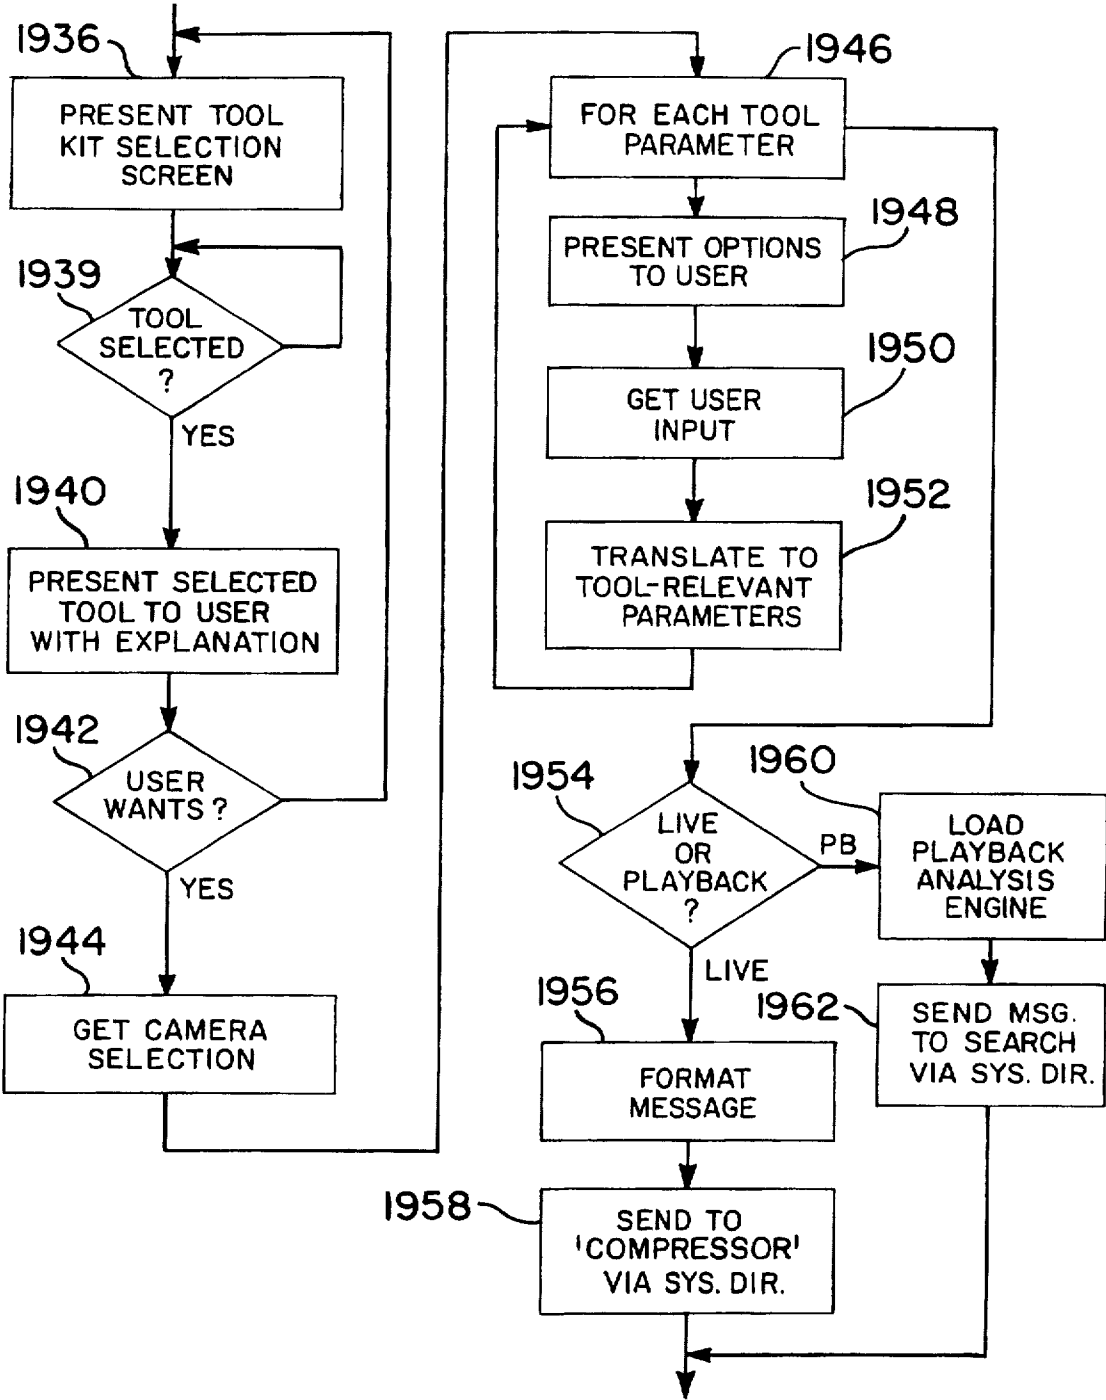 1936
PRESENT TOOL
KIT SELECTION
SCREEN
1939
TOOL
SELECTED
?
YES
1940
PRESENT SELECTED
TOOL TO USER
WITH EXPLANATION
1942
USER
WANTS?
YES
1944
GET CAMERA
SELECTION
1946
FOR EACH TOOL
PARAMETER
1948
PRESENT OPTIONS
TO USER
1950
GET USER
INPUT
1952
TRANSLATE TO
TOOL-RELEVANT
PARAMETERS
1954
LIVE
OR
PLAYBACK
?
PB
LIVE
1960
LOAD
PLAYBACK
ANALYSIS
ENGINE
1962
SEND MSG.
TO SEARCH
VIA SYS. DIR.
1956
FORMAT
MESSAGE
1958
SEND TO
'COMPRESSOR'
VIA SYS. DIR.